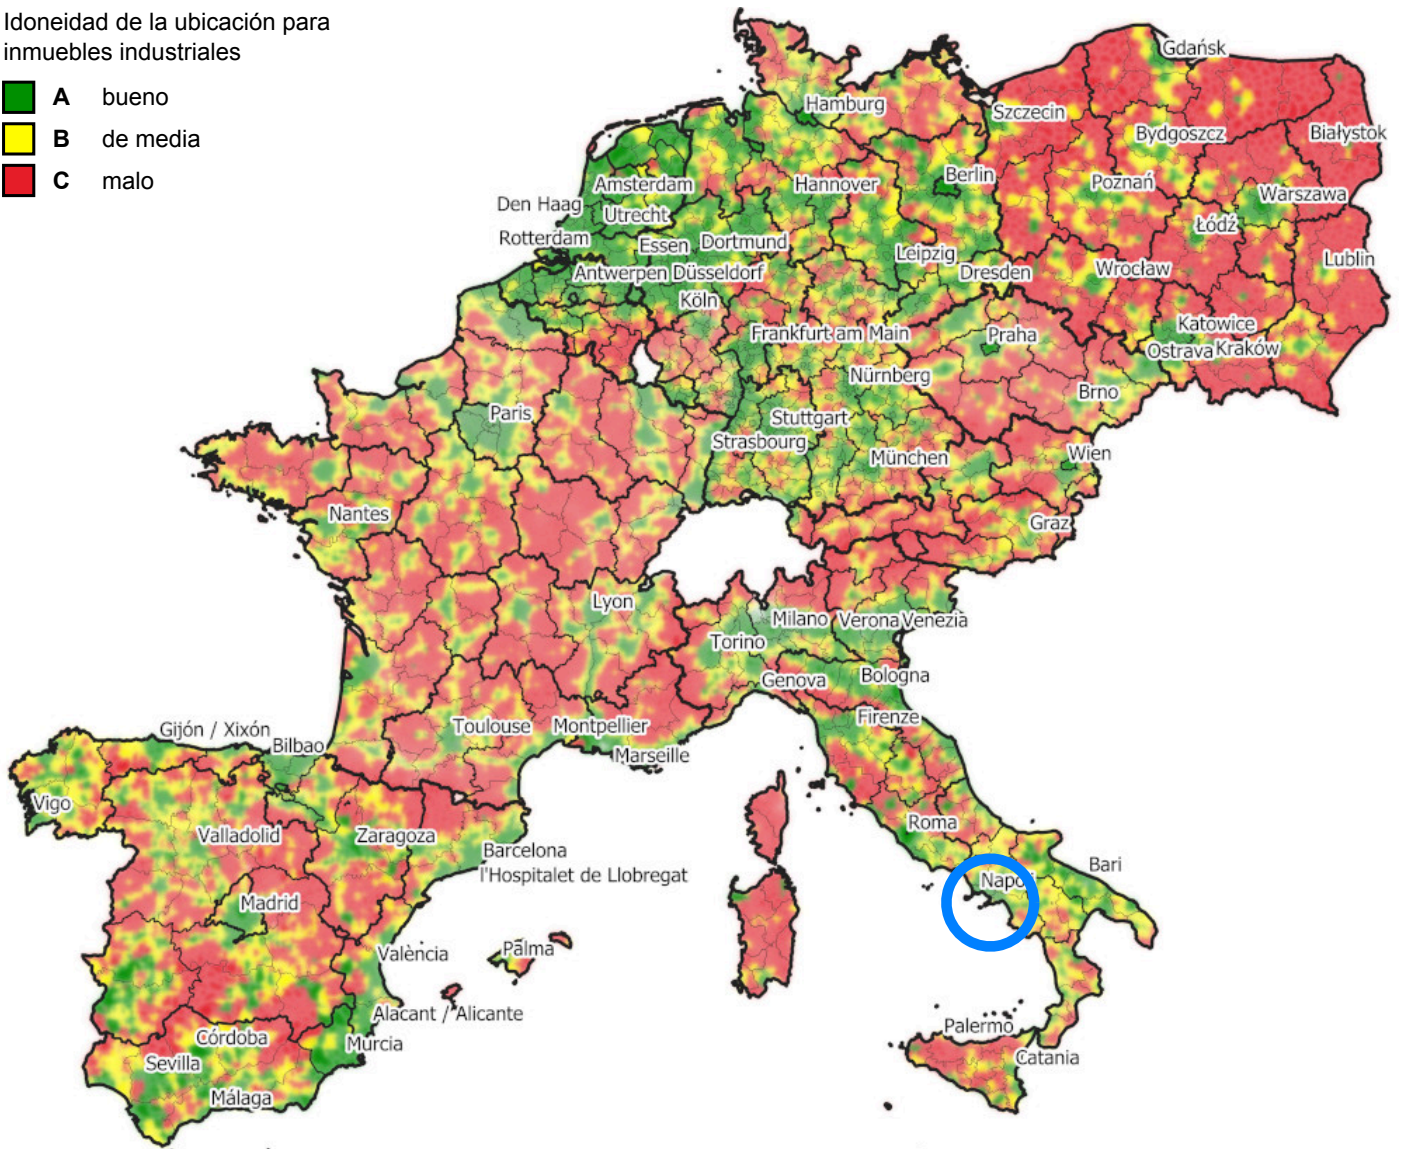 Idoneidad de la ubicación para
inmuebles industriales
A bueno
B de media
C malo
Gdańsk
Hamburg
Szczecin
Bydgoszcz
Białystok
Amsterdam
Hannover
Berlin
Poznań
Warszawa
Den Haag
Utrecht
Łódź
Rotterdam
Essen
Dortmund
Leipzig
Lublin
Antwerpen
Düsseldorf
Dresden
Wrocław
Köln
Frankfurt am Main
Praha
Katowice
Ostrava
Kraków
Nürnberg
Brno
Paris
Stuttgart
Strasbourg
München
Wien
Nantes
Graz
Lyon
Milano
Verona
Venezia
Torino
Genova
Bologna
Firenze
Gijón / Xixón
Bilbao
Toulouse
Montpellier
Marseille
Vigo
Valladolid
Zaragoza
Roma
Barcelona
l'Hospitalet de Llobregat
Bari
Napoli
Madrid
València
Palma
Alacant / Alicante
Palermo
Córdoba
Murcia
Catania
Sevilla
Málaga